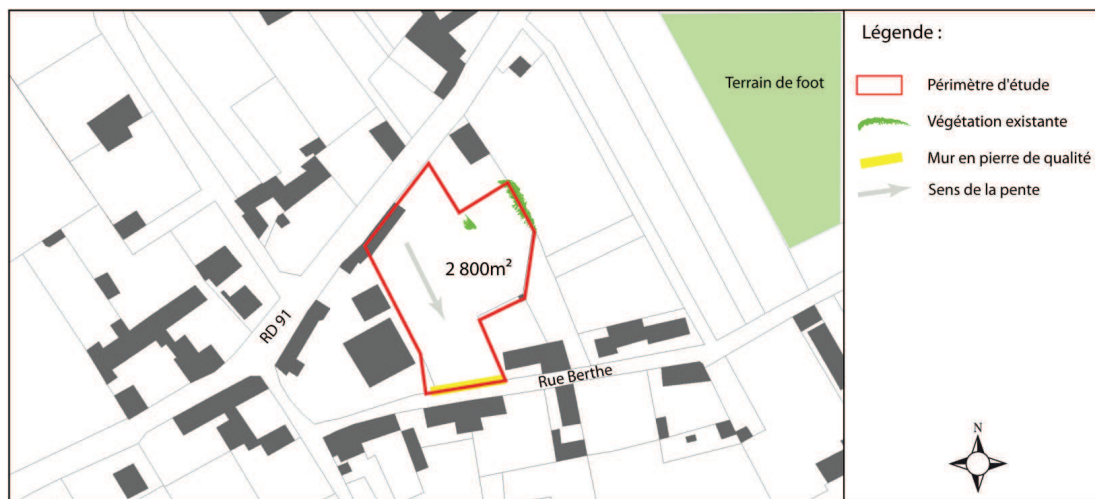 Terrain de foot
2 800m²
RD 91
Rue Berthe
Légende :
Périmètre d'étude
Végétation existante
Mur en pierre de qualité
Sens de la pente
N